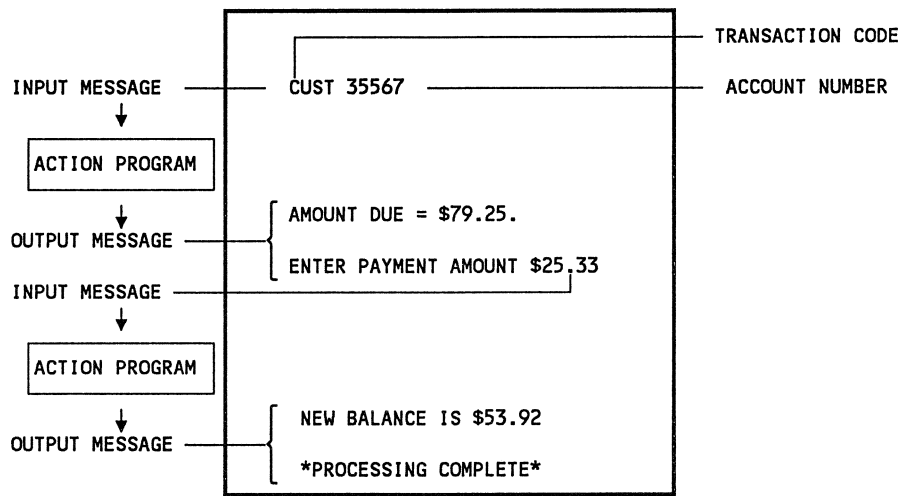 TRANSACTION CODE
INPUT MESSAGE CUST 35567 ACCOUNT NUMBER
ACTION PROGRAM
AMOUNT DUE = $79.25.
OUTPUT MESSAGE
ENTER PAYMENT AMOUNT $25.33
INPUT MESSAGE
ACTION PROGRAM
NEW BALANCE IS $53.92
OUTPUT MESSAGE
*PROCESSING COMPLETE*